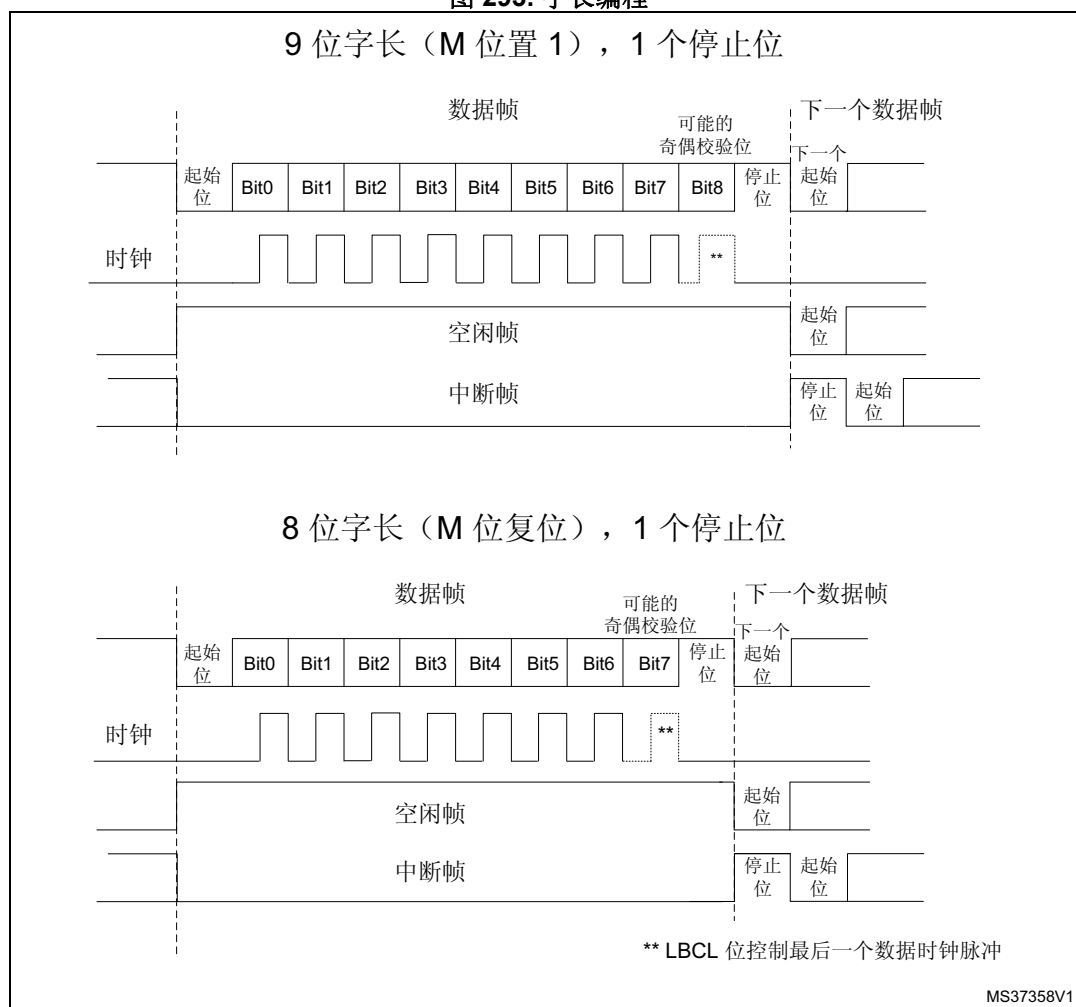 图 293. 字长编程
9 位字长（M 位置 1），1 个停止位
数据帧
下一个数据帧
可能的
奇偶校验位
起始
位
Bit0
Bit1
Bit2
Bit3
Bit4
Bit5
Bit6
Bit7
Bit8
停止
位
下一个
起始
位
时钟
**
空闲帧
起始
位
中断帧
停止
位
起始
位
8 位字长（M 位复位），1 个停止位
数据帧
下一个数据帧
可能的
奇偶校验位
起始
位
Bit0
Bit1
Bit2
Bit3
Bit4
Bit5
Bit6
Bit7
停止
位
下一个
起始
位
时钟
**
空闲帧
起始
位
中断帧
停止
位
起始
位
** LBCL 位控制最后一个数据时钟脉冲
MS37358V1